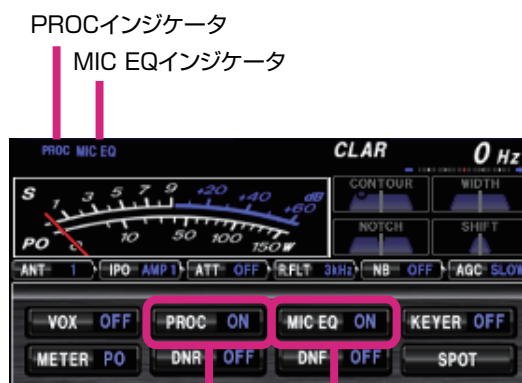 PROCインジケータ
MIC EQインジケータ
PROC MIC EQ
CLAR 0 Hz
S 1 3 5 7 9 +20 +40 +60 dB
PO 0 10 50 100 150 W
CONTOUR WIDTH
NOTCH SHIFT
ANT 1 IPO AMP1 ATT OFF R.FLT 3kHz NB OFF AGC SLOW
VOX OFF PROC ON MIC EQ ON KEYER OFF
METER PO DNR OFF DNF OFF SPOT